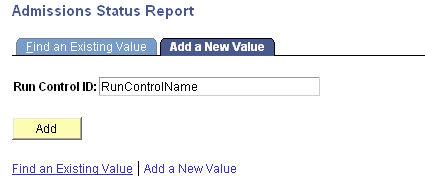 Admissions Status Report
Find an Existing Value Add a New Value
Run Control ID: RunControlName
Add
Find an Existing Value | Add a New Value